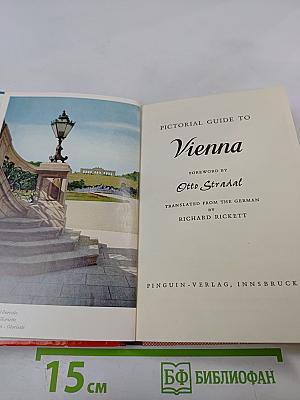 PICTORIAL GUIDE TO
Vienna
FOREWORD BY
Otto Stradal
TRANSLATED FROM THE GERMAN
BY
RICHARD RICKETT
PINGUIN-VERLAG, INNSBRUCK
15 СМ
БФ БИБЛИОФАН